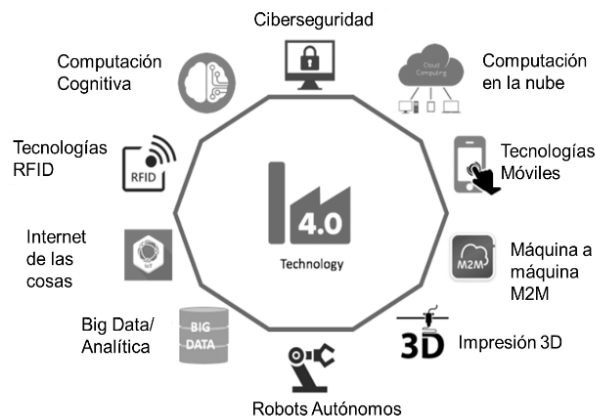 Ciberseguridad
Computación
Cognitiva
Cloud
Computing
Computación
en la nube
Tecnologías
RFID
RFID
Tecnologías
Móviles
4.0
Technology
Internet
de las
cosas
IoT
M2M
Máquina a
máquina
M2M
Big Data/
Analítica
BIG
DATA
3D
Impresión 3D
Robots Autónomos